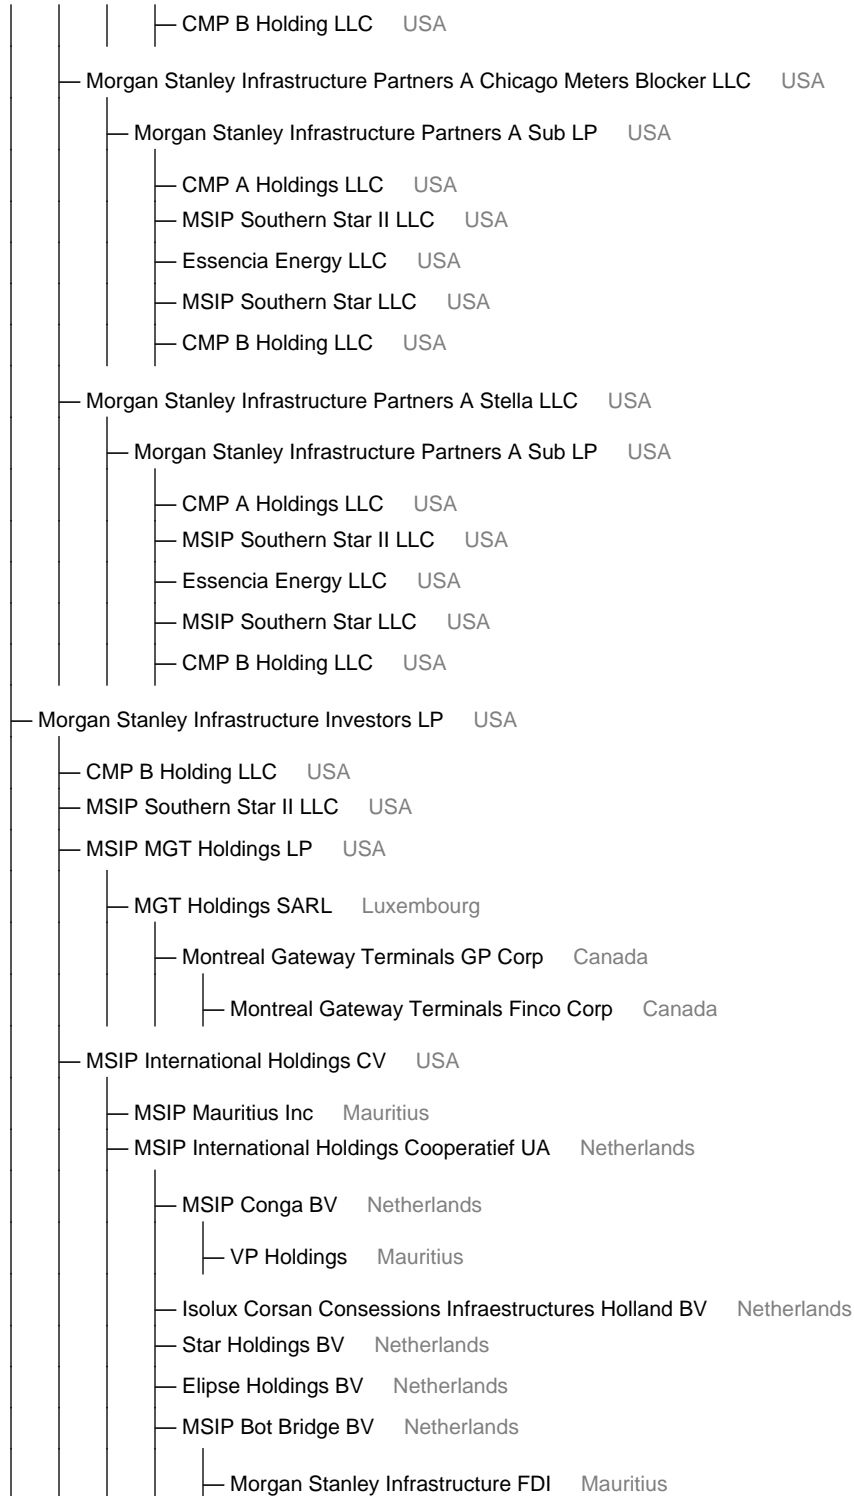 CMP B Holding LLC USA
Morgan Stanley Infrastructure Partners A Chicago Meters Blocker LLC USA
Morgan Stanley Infrastructure Partners A Sub LP USA
CMP A Holdings LLC USA
MSIP Southern Star II LLC USA
Essencia Energy LLC USA
MSIP Southern Star LLC USA
CMP B Holding LLC USA
Morgan Stanley Infrastructure Partners A Stella LLC USA
Morgan Stanley Infrastructure Partners A Sub LP USA
CMP A Holdings LLC USA
MSIP Southern Star II LLC USA
Essencia Energy LLC USA
MSIP Southern Star LLC USA
CMP B Holding LLC USA
Morgan Stanley Infrastructure Investors LP USA
CMP B Holding LLC USA
MSIP Southern Star II LLC USA
MSIP MGT Holdings LP USA
MGT Holdings SARL Luxembourg
Montreal Gateway Terminals GP Corp Canada
Montreal Gateway Terminals Finco Corp Canada
MSIP International Holdings CV USA
MSIP Mauritius Inc Mauritius
MSIP International Holdings Cooperatief UA Netherlands
MSIP Conga BV Netherlands
VP Holdings Mauritius
Isolux Corsan Consessions Infraestructures Holland BV Netherlands
Star Holdings BV Netherlands
Elipse Holdings BV Netherlands
MSIP Bot Bridge BV Netherlands
Morgan Stanley Infrastructure FDI Mauritius